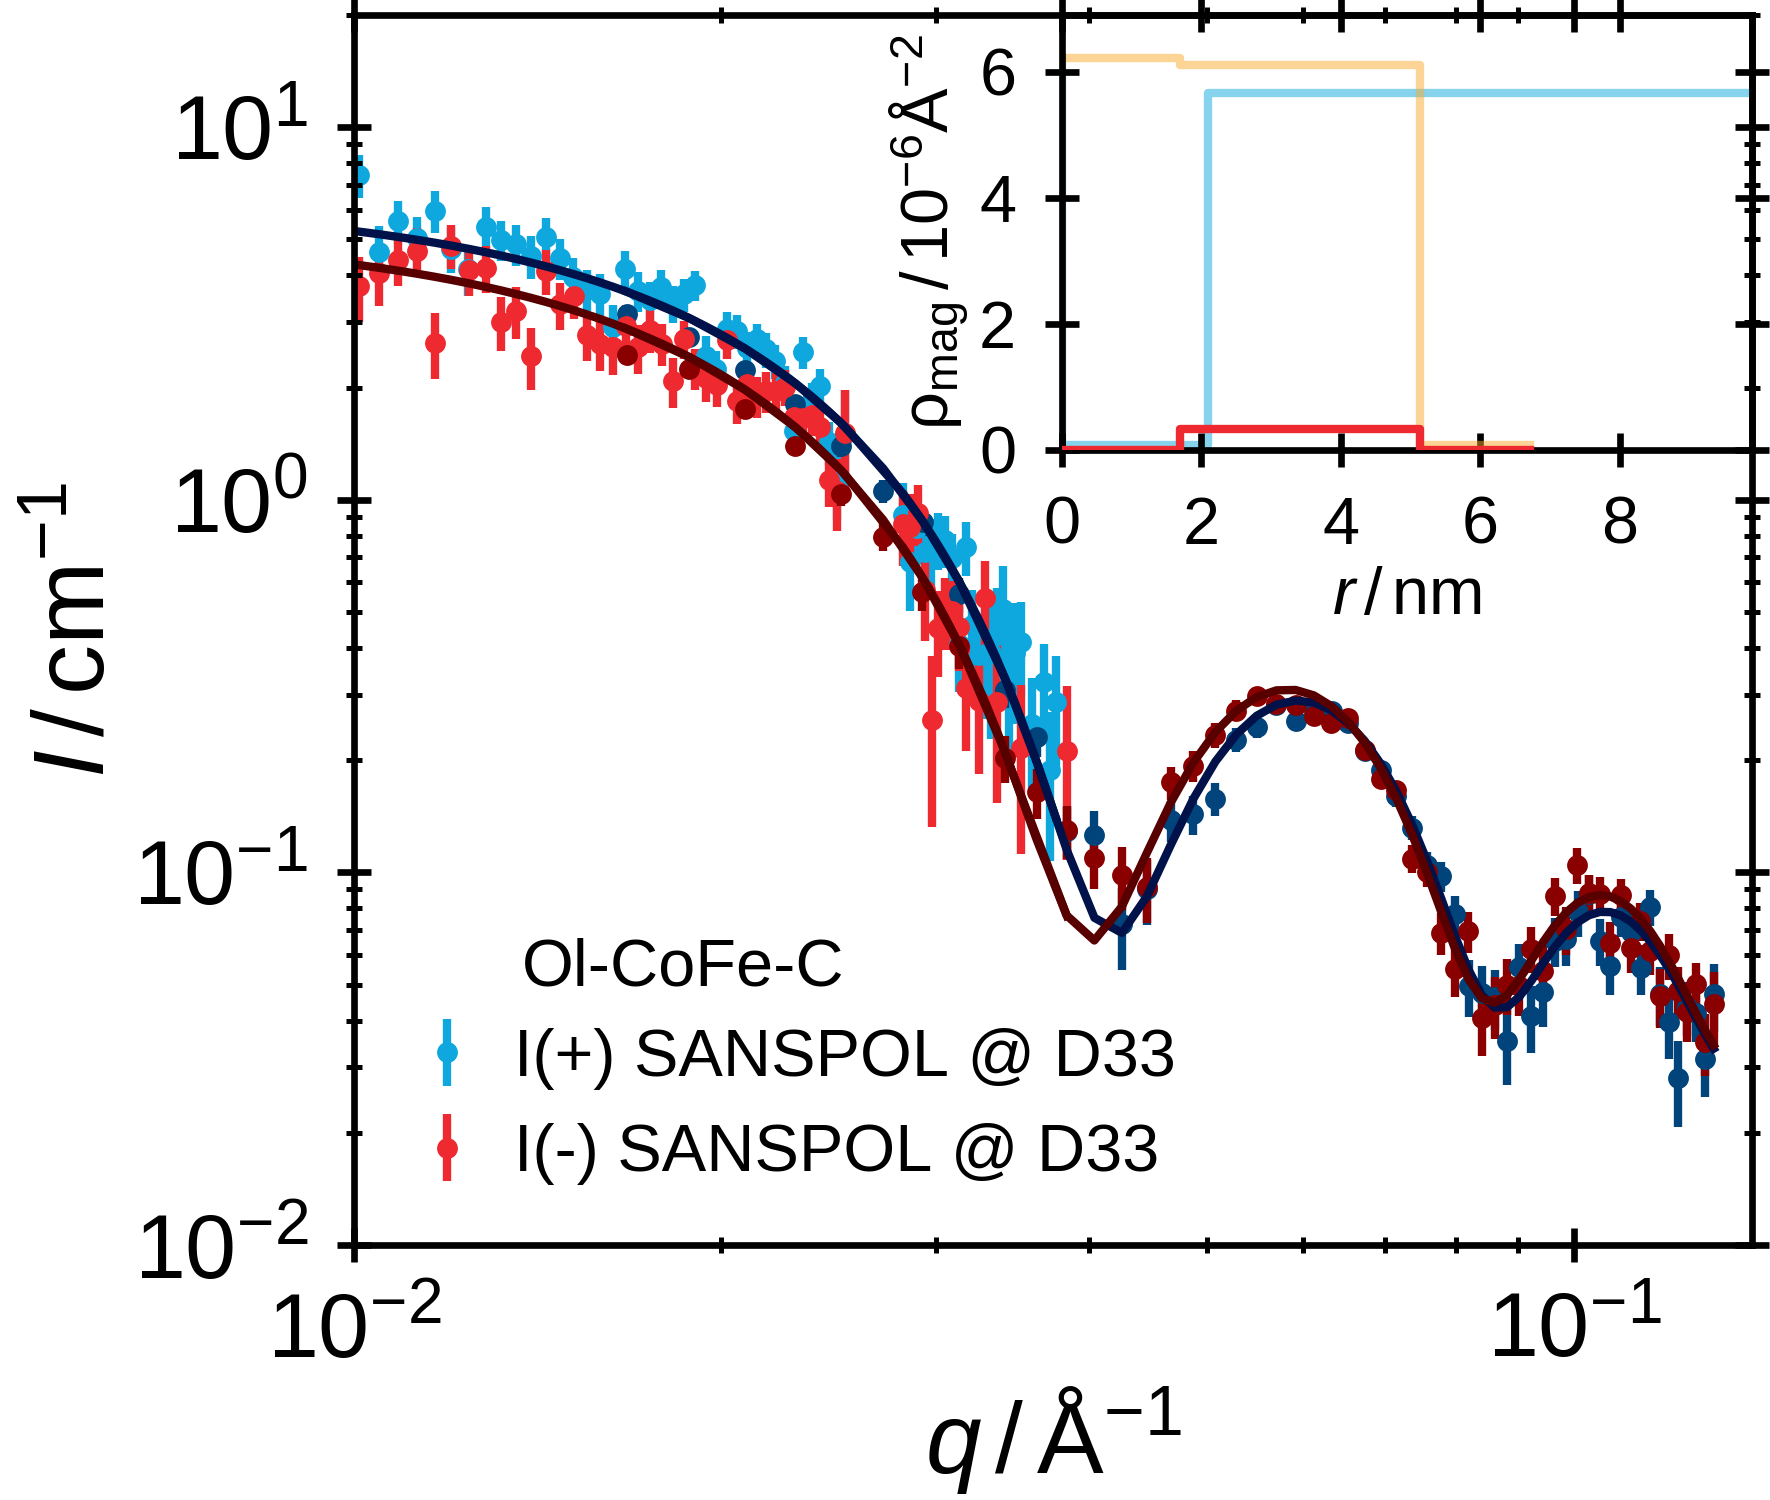 10¹
10⁰
10⁻¹
10⁻²
I / cm⁻¹
10⁻²
10⁻¹
q / Å⁻¹
ρmag / 10⁻⁶Å⁻²
6
4
2
0
0 2 4 6 8
r / nm
Ol-CoFe-C
I(+) SANSPOL @ D33
I(-) SANSPOL @ D33